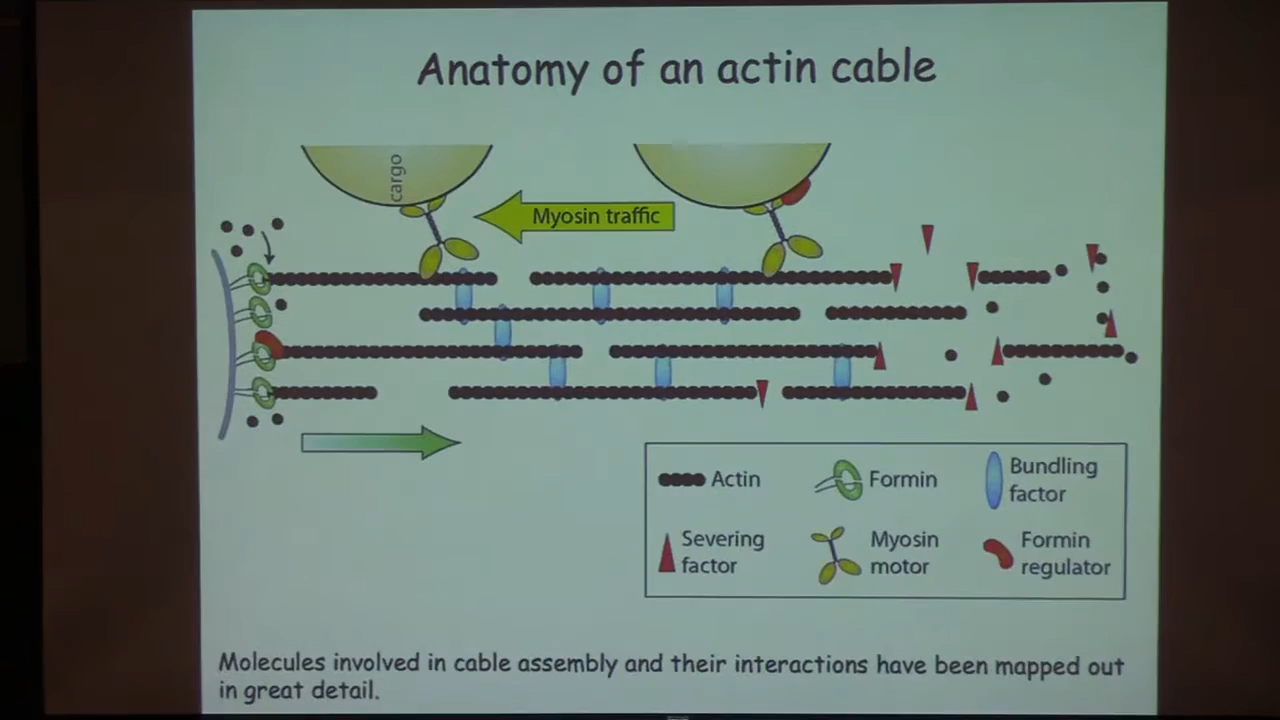 Anatomy of an actin cable
cargo
Myosin traffic
Actin
Formin
Bundling
factor
Severing
factor
Myosin
motor
Formin
regulator
Molecules involved in cable assembly and their interactions have been mapped out
in great detail.